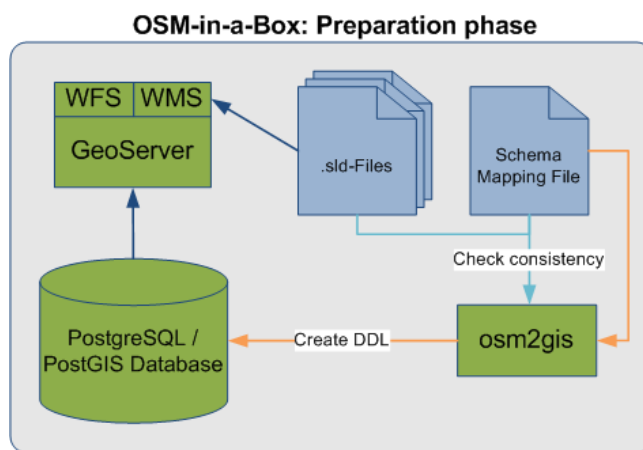 OSM-in-a-Box: Preparation phase
WFS WMS
GeoServer
.sld-Files
Schema
Mapping File
Check consistency
PostgreSQL /
PostGIS Database
Create DDL
osm2gis